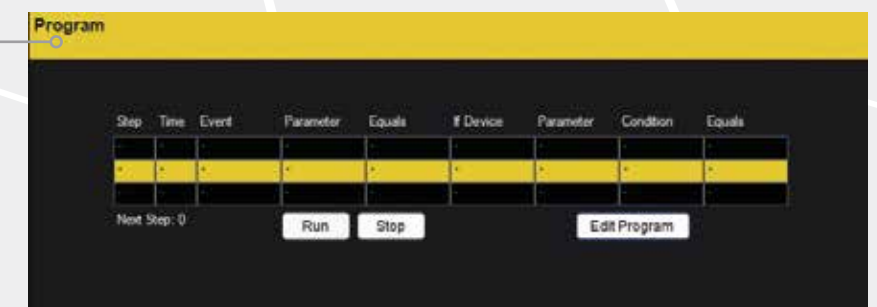 Program
Step Time Event Parameter Equals If Device Parameter Condition Equals
Next Step: 0
Run Stop Edit Program